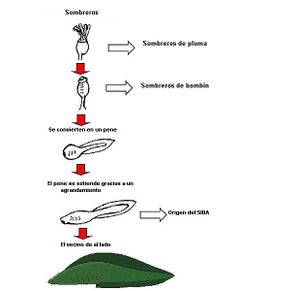 Sombreros
Sombreros de pluma
Sombreros de bombín
Se convierten en un pene
El pene se extiende gracias a un
agrandamiento
Origen del SIDA
El vecino de al lado